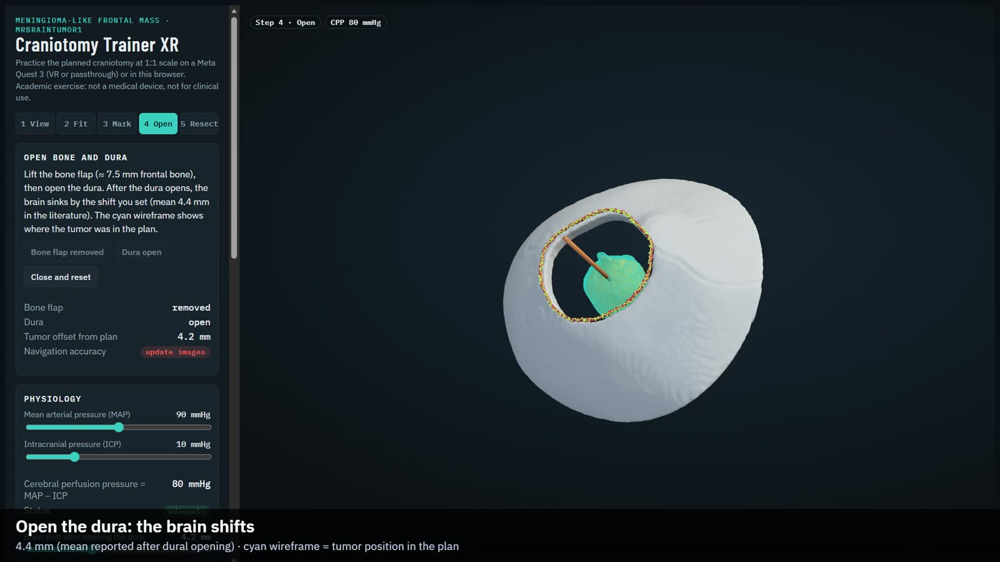 MENINGIOMA-LIKE FRONTAL MASS ·
MRBRAINTUMOR1
Craniotomy Trainer XR
Practice the planned craniotomy at 1:1 scale on a Meta
Quest 3 (VR or passthrough) or in this browser.
Academic exercise: not a medical device, not for clinical
use.
1 View 2 Fit 3 Mark 4 Open 5 Resect
OPEN BONE AND DURA
Lift the bone flap (≈ 7.5 mm frontal bone),
then open the dura. After the dura opens, the
brain sinks by the shift you set (mean 4.4 mm
in the literature). The cyan wireframe shows
where the tumor was in the plan.
Bone flap removed Dura open
Close and reset
Bone flap removed
Dura open
Tumor offset from plan 4.2 mm
Navigation accuracy update images
PHYSIOLOGY
Mean arterial pressure (MAP) 90 mmHg
Intracranial pressure (ICP) 10 mmHg
Cerebral perfusion pressure = 80 mmHg
MAP – ICP
Status adequate
Brain shift after opening the dura 4.2 mm
Step 4 · Open CPP 80 mmHg
Open the dura: the brain shifts
4.4 mm (mean reported after dural opening) · cyan wireframe = tumor position in the plan